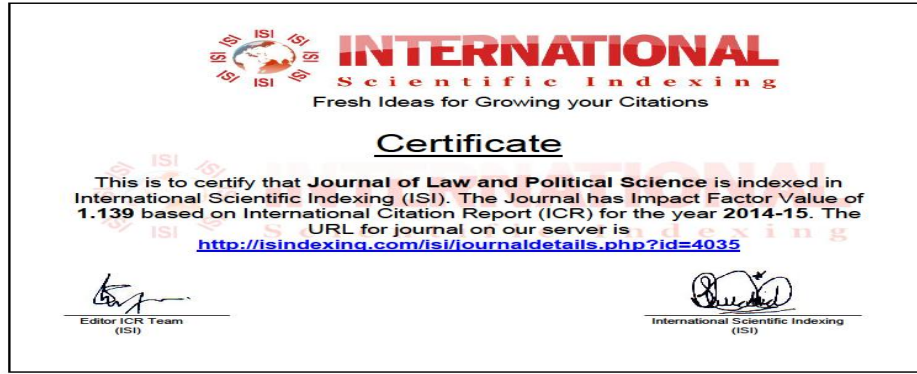 ISI ISI ISI ISI ISI ISI ISI ISI
INTERNATIONAL
Scientific Indexing
Fresh Ideas for Growing your Citations
Certificate
This is to certify that Journal of Law and Political Science is indexed in
International Scientific Indexing (ISI). The Journal has Impact Factor Value of
1.139 based on International Citation Report (ICR) for the year 2014-15. The
URL for journal on our server is
http://isindexing.com/isi/journaldetails.php?id=4035
Editor ICR Team
(ISI)
International Scientific Indexing
(ISI)